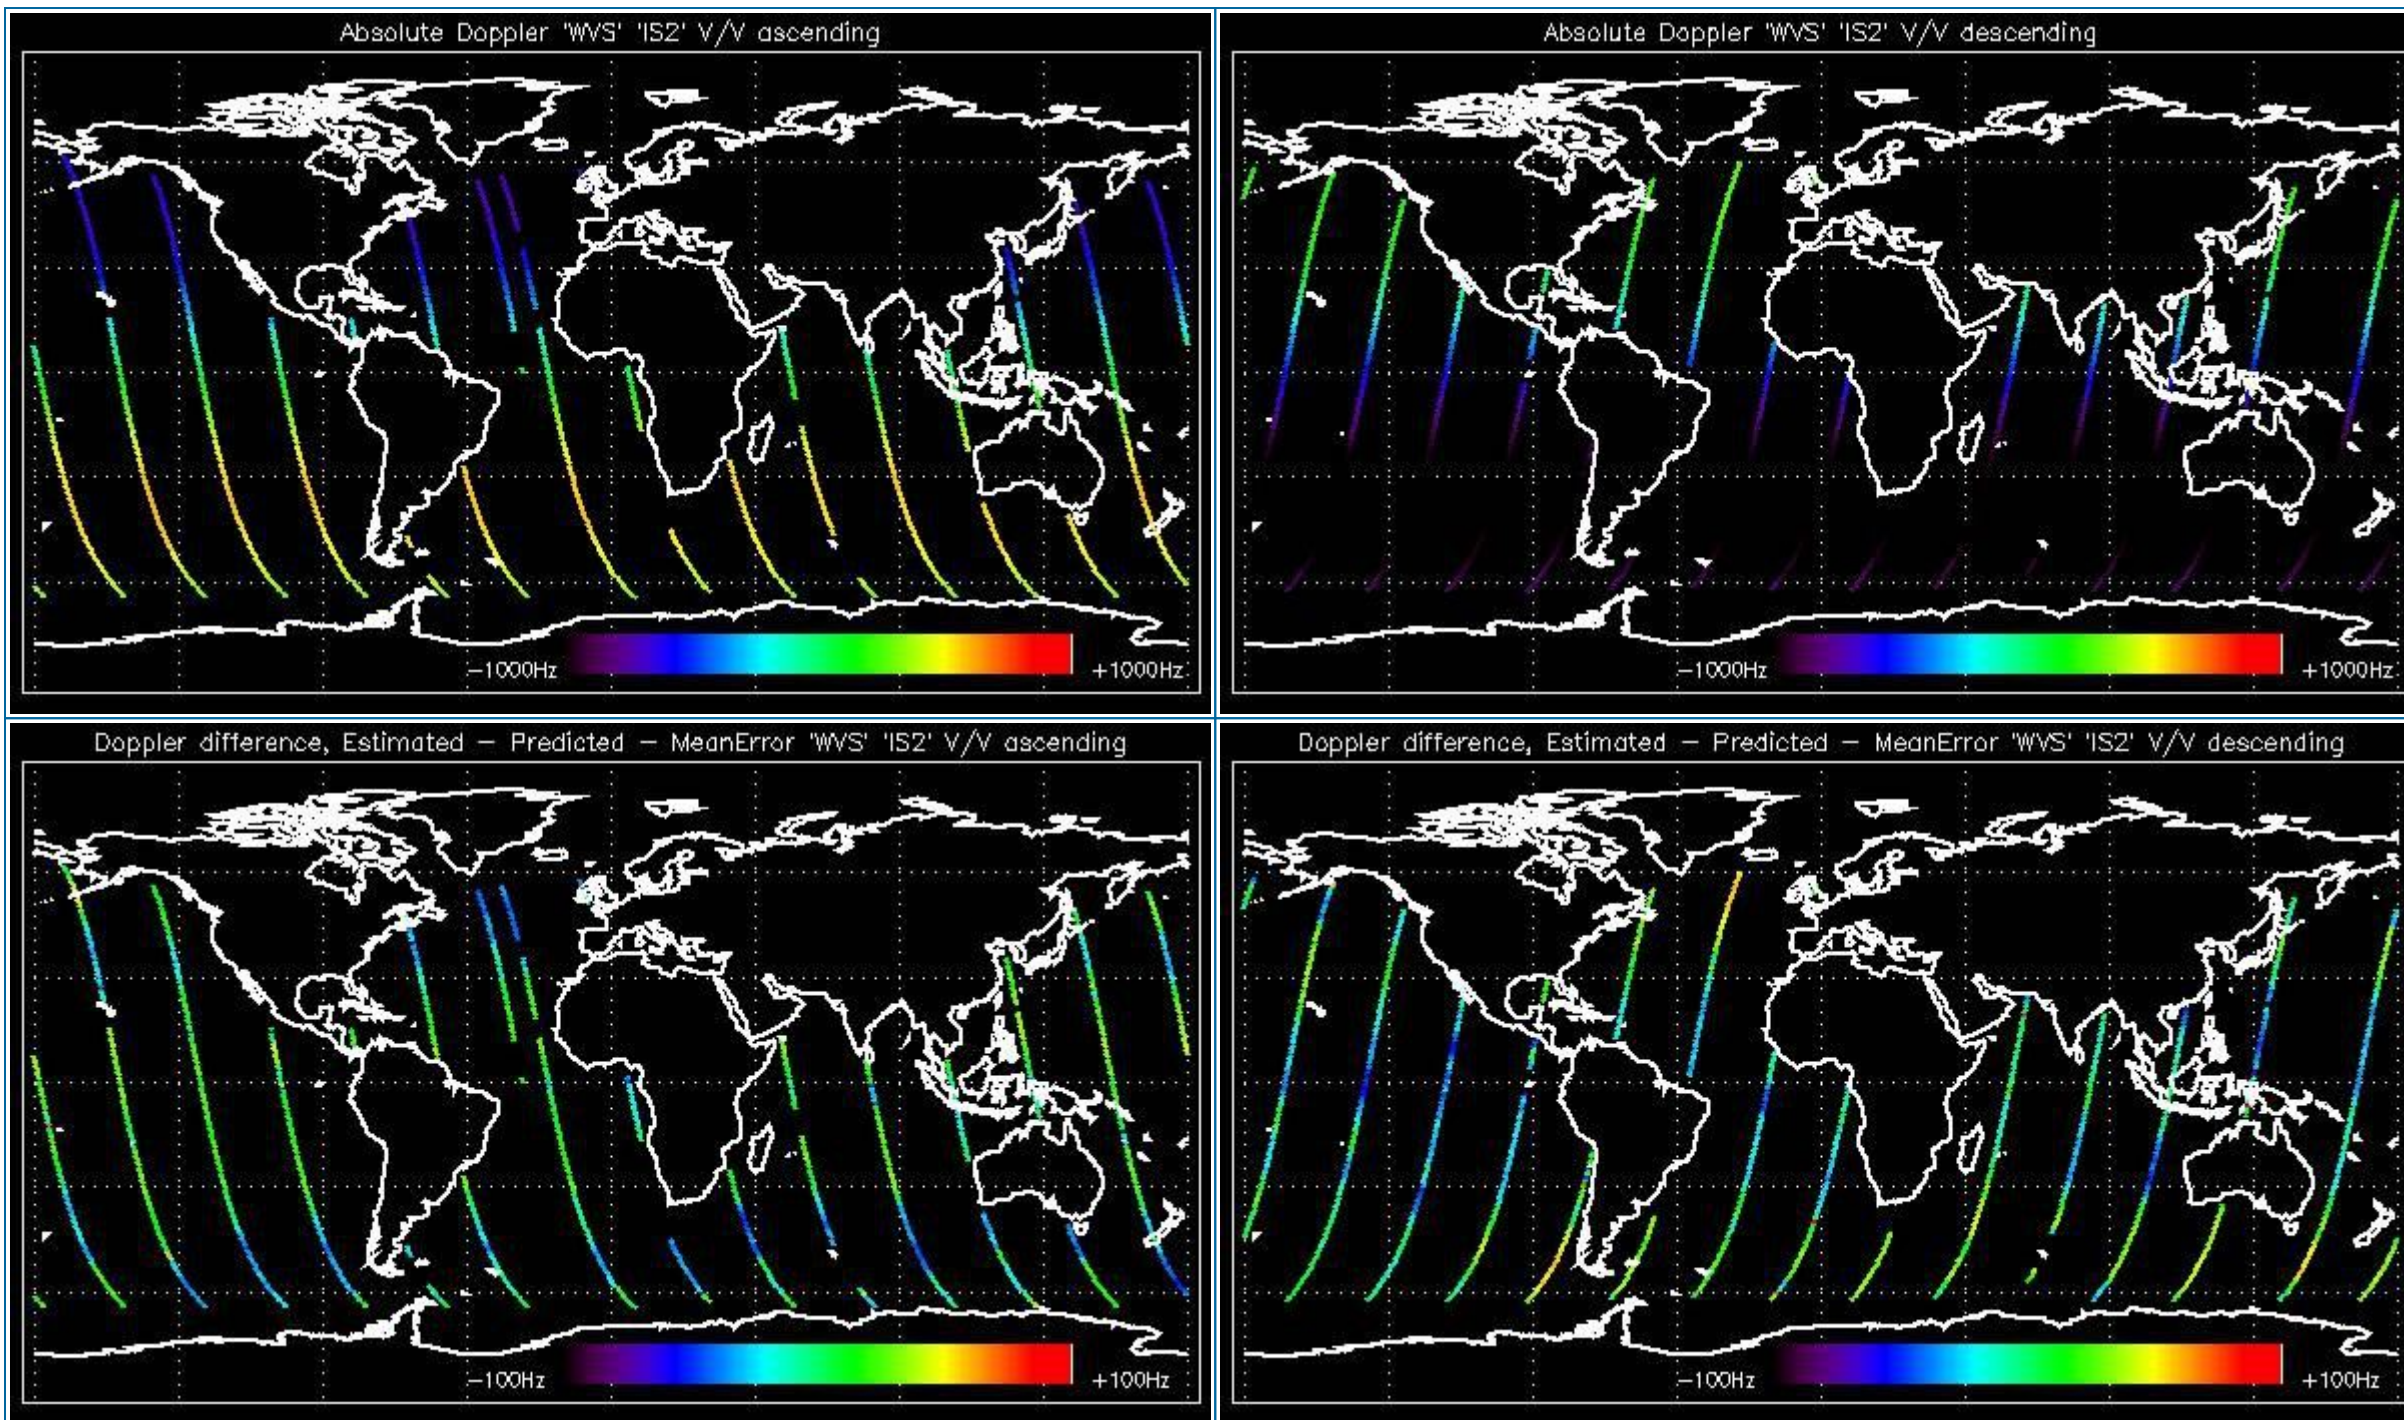 Absolute Doppler 'WVS' 'IS2' V/V ascending
-1000Hz
+1000Hz
Absolute Doppler 'WVS' 'IS2' V/V descending
-1000Hz
+1000Hz
Doppler difference, Estimated - Predicted - MeanError 'WVS' 'IS2' V/V ascending
-100Hz
+100Hz
Doppler difference, Estimated - Predicted - MeanError 'WVS' 'IS2' V/V descending
-100Hz
+100Hz